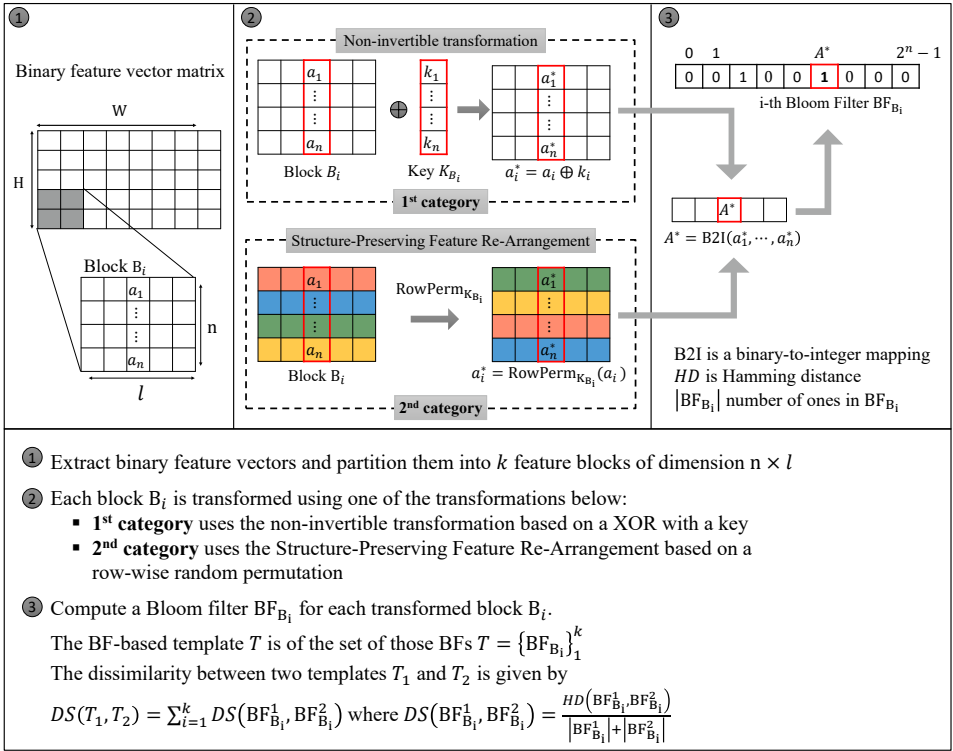 1
Binary feature vector matrix
W
H
Block B_i
a_1
⋮
⋮
a_n
n
l
2
Non-invertible transformation
a_1 k_1 a_1^*
⋮ ⋮ ⋮
⊕
⋮ ⋮ ⋮
a_n k_n a_n^*
Block B_i Key K_{B_i} a_i^* = a_i ⊕ k_i
1st category
Structure-Preserving Feature Re-Arrangement
a_1 a_1^*
⋮ RowPerm_{K_{B_i}} ⋮
⋮ ⋮
a_n a_n^*
Block B_i a_i^* = RowPerm_{K_{B_i}}(a_i)
2nd category
3
0 1 A^* 2^n − 1
0 0 1 0 0 1 0 0 0
i-th Bloom Filter BF_{B_i}
A^*
A^* = B2I(a_1^*, ⋯, a_n^*)
B2I is a binary-to-integer mapping
HD is Hamming distance
|BF_{B_i}| number of ones in BF_{B_i}
1 Extract binary feature vectors and partition them into k feature blocks of dimension n × l
2 Each block B_i is transformed using one of the transformations below:
▪ 1st category uses the non-invertible transformation based on a XOR with a key
▪ 2nd category uses the Structure-Preserving Feature Re-Arrangement based on a
row-wise random permutation
3 Compute a Bloom filter BF_{B_i} for each transformed block B_i.
The BF-based template T is of the set of those BFs T = {BF_{B_i}}_1^k
The dissimilarity between two templates T_1 and T_2 is given by
DS(T_1, T_2) = ∑_{i=1}^k DS(BF_{B_i}^1, BF_{B_i}^2) where DS(BF_{B_i}^1, BF_{B_i}^2) = HD(BF_{B_i}^1, BF_{B_i}^2) / (|BF_{B_i}^1| + |BF_{B_i}^2|)